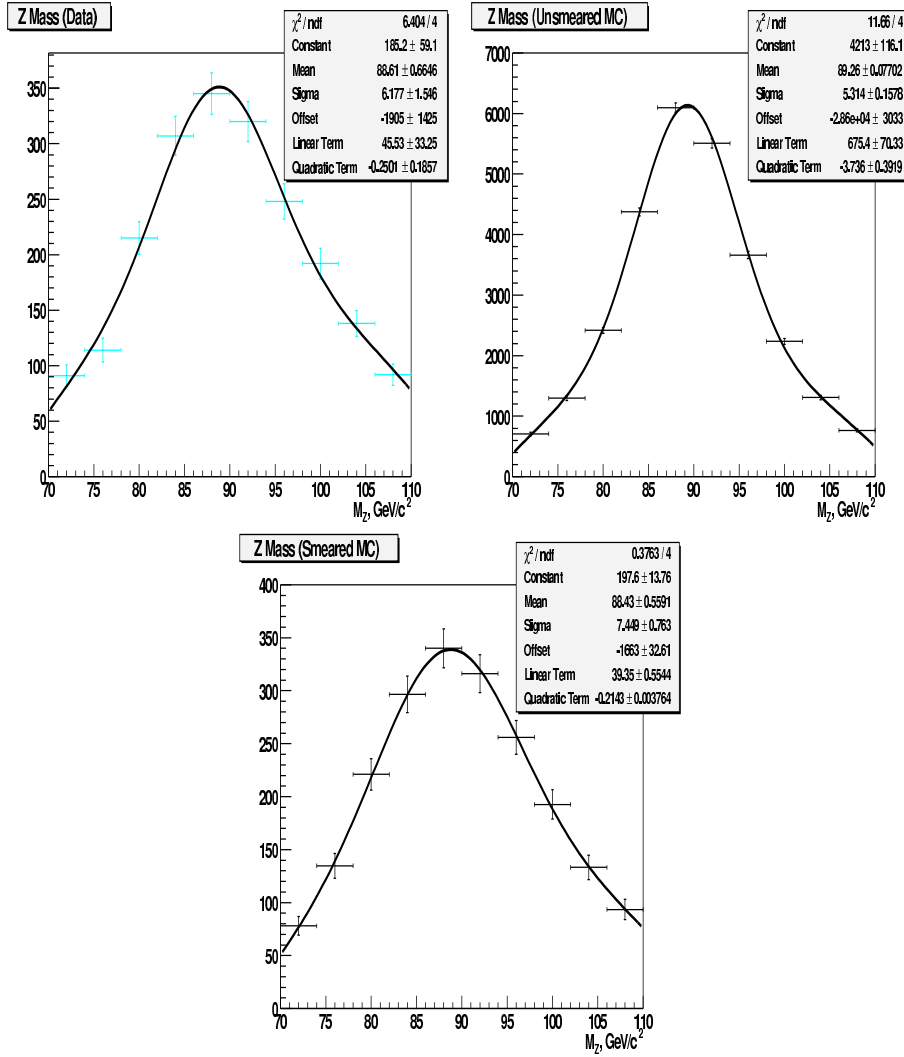 Z Mass (Data)
χ² / ndf 6.404 / 4
Constant 185.2 ± 59.1
Mean 88.61 ± 0.6646
Sigma 6.177 ± 1.546
Offset -1905 ± 1425
Linear Term 45.53 ± 33.25
Quadratic Term -0.2501 ± 0.1857
350
300
250
200
150
100
50
0
70 75 80 85 90 95 100 105 110
M_Z, GeV/c²
Z Mass (Unsmeared MC)
χ² / ndf 11.66 / 4
Constant 4213 ± 116.1
Mean 89.26 ± 0.07702
Sigma 5.314 ± 0.1578
Offset -2.86e+04 ± 3033
Linear Term 675.4 ± 70.33
Quadratic Term -3.736 ± 0.3919
7000
6000
5000
4000
3000
2000
1000
0
70 75 80 85 90 95 100 105 110
M_Z, GeV/c²
Z Mass (Smeared MC)
χ² / ndf 0.3763 / 4
Constant 197.6 ± 13.76
Mean 88.43 ± 0.5591
Sigma 7.449 ± 0.763
Offset -1663 ± 32.61
Linear Term 39.35 ± 0.5544
Quadratic Term -0.2143 ± 0.003764
400
350
300
250
200
150
100
50
0
70 75 80 85 90 95 100 105 110
M_Z, GeV/c²